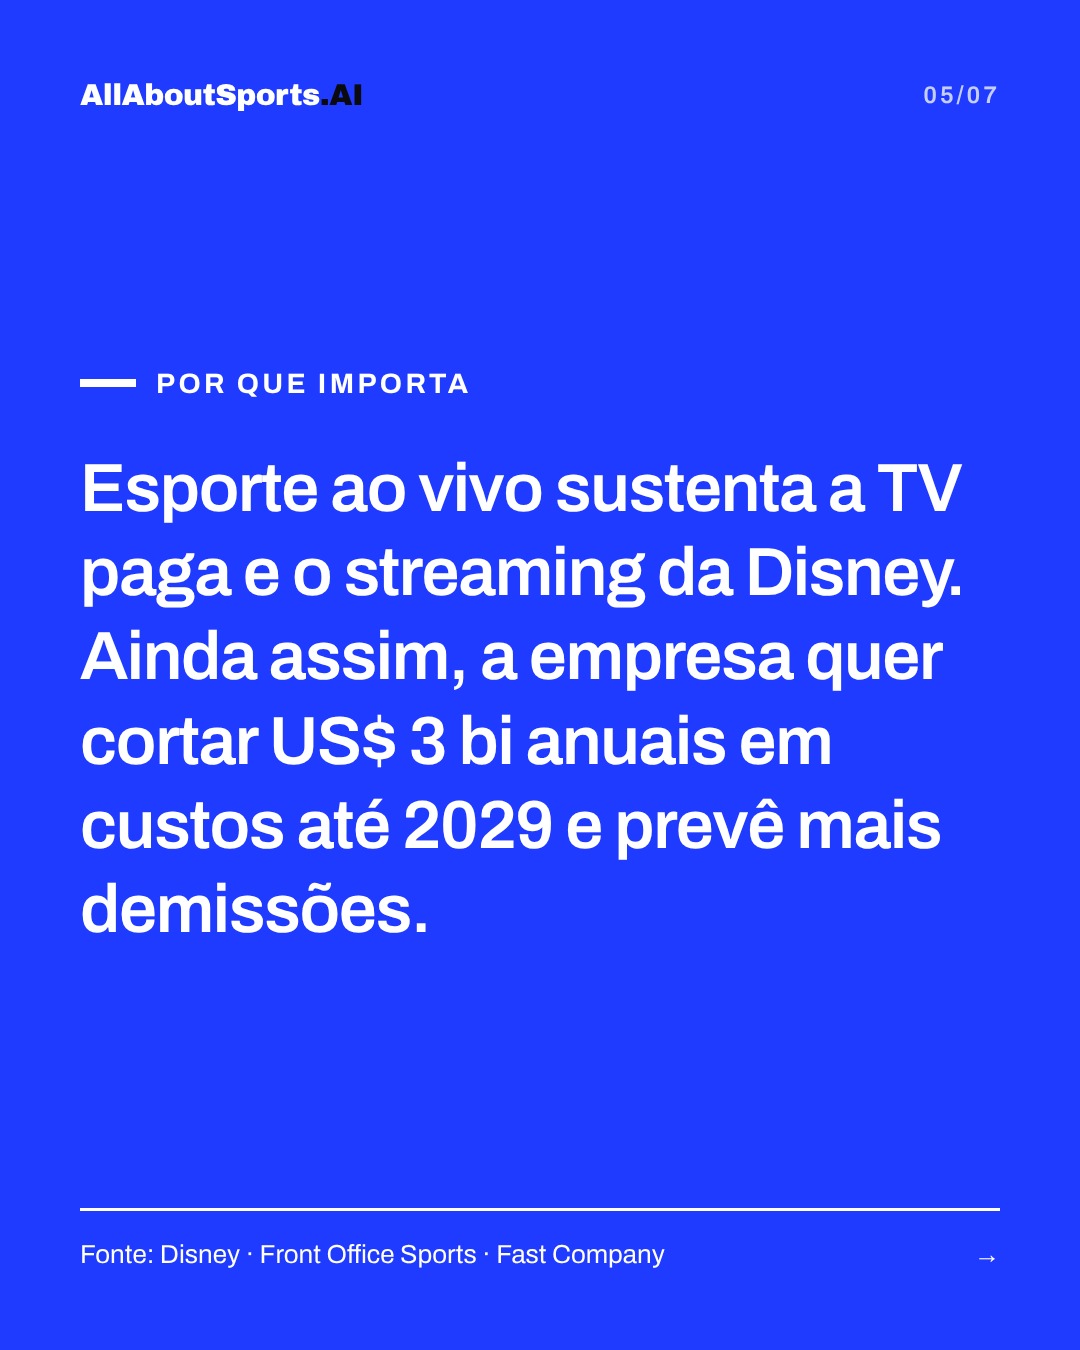 AllAboutSports.AI
05/07
POR QUE IMPORTA
Esporte ao vivo sustenta a TV
paga e o streaming da Disney.
Ainda assim, a empresa quer
cortar US$ 3 bi anuais em
custos até 2029 e prevê mais
demissões.
Fonte: Disney · Front Office Sports · Fast Company
→